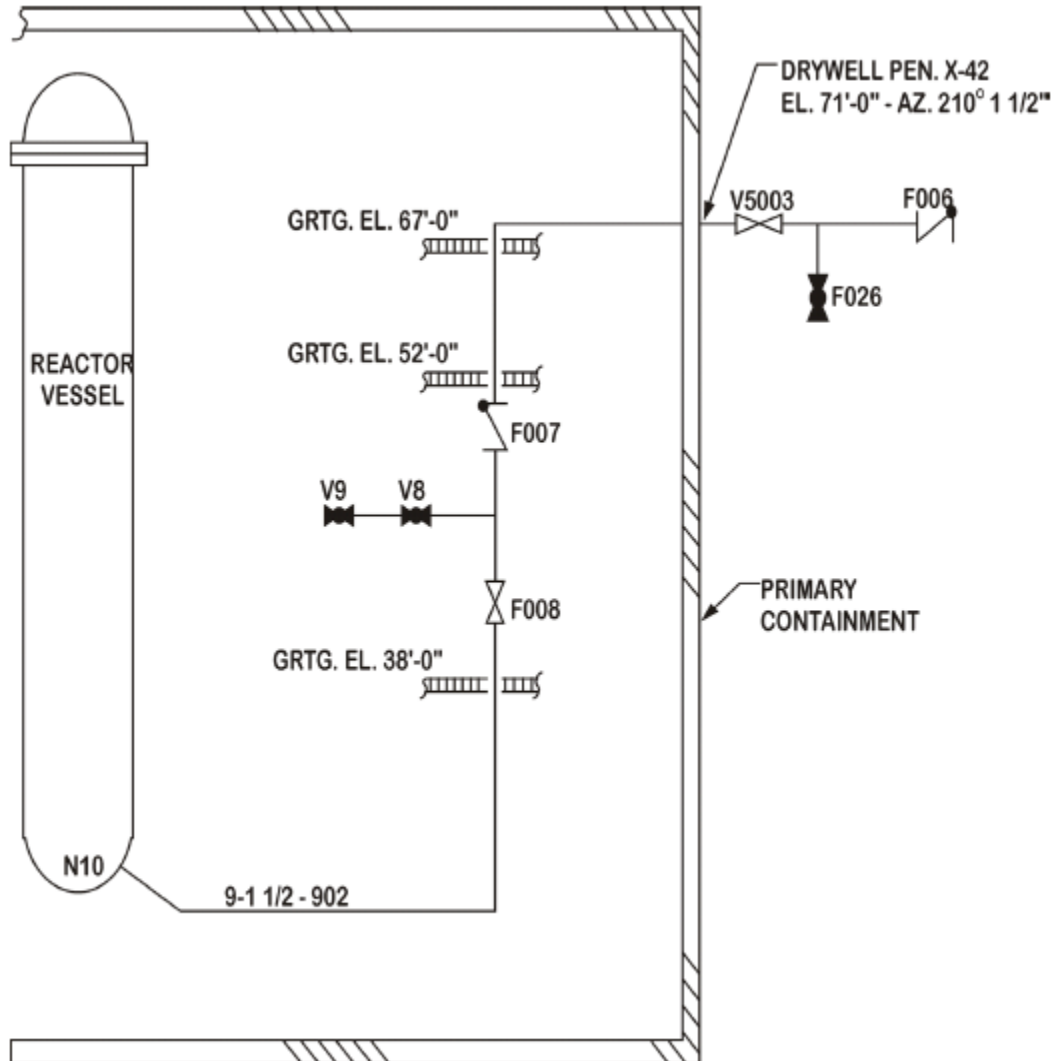 DRYWELL PEN. X-42
EL. 71'-0" - AZ. 210° 1 1/2"
V5003
F006
GRTG. EL. 67'-0"
F026
GRTG. EL. 52'-0"
REACTOR
VESSEL
F007
V9
V8
F008
PRIMARY
CONTAINMENT
GRTG. EL. 38'-0"
N10
9-1 1/2 - 902